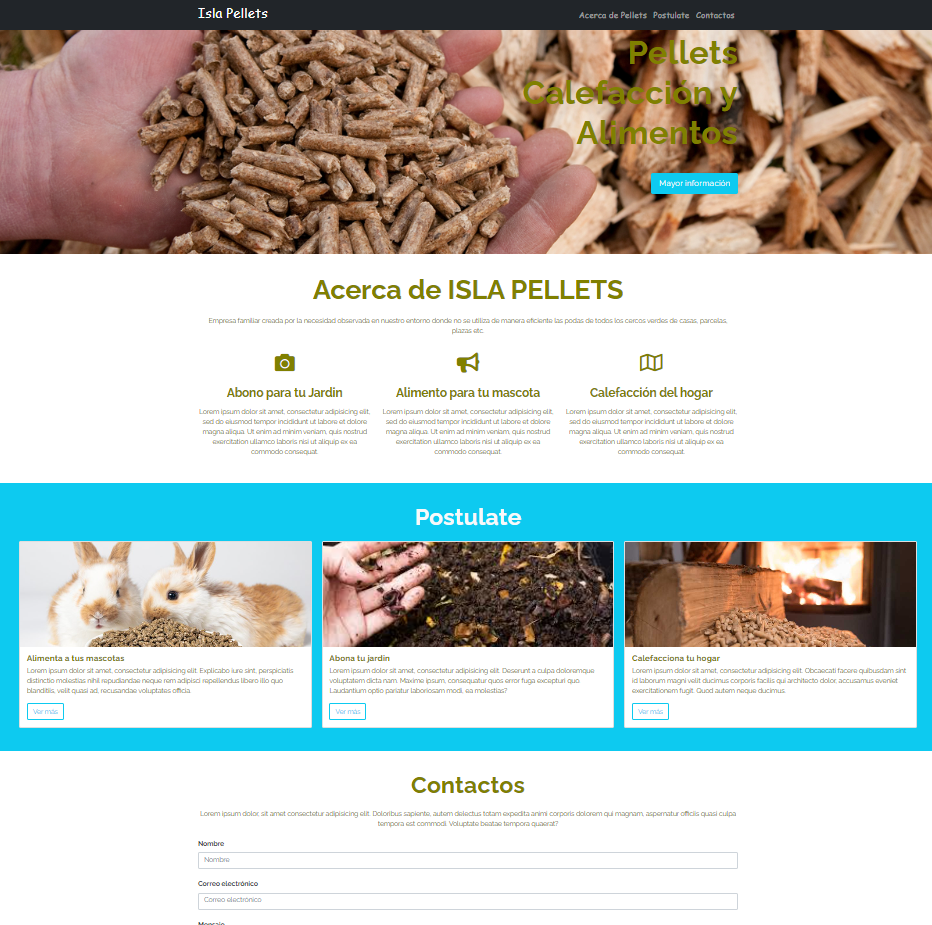 Isla Pellets
Acerca de Pellets Postulate Contactos
Pellets
Calefacción y
Alimentos
Mayor información
Acerca de ISLA PELLETS
Empresa familiar creada por la necesidad observada en nuestro entorno donde no se utiliza de manera eficiente las podas de todos los cercos verdes de casas, parcelas,
plazas etc.
Abono para tu Jardin
Lorem ipsum dolor sit amet, consectetur adipisicing elit,
sed do eiusmod tempor incididunt ut labore et dolore
magna aliqua. Ut enim ad minim veniam, quis nostrud
exercitation ullamco laboris nisi ut aliquip ex ea
commodo consequat.
Alimento para tu mascota
Lorem ipsum dolor sit amet, consectetur adipisicing elit,
sed do eiusmod tempor incididunt ut labore et dolore
magna aliqua. Ut enim ad minim veniam, quis nostrud
exercitation ullamco laboris nisi ut aliquip ex ea
commodo consequat.
Calefacción del hogar
Lorem ipsum dolor sit amet, consectetur adipisicing elit,
sed do eiusmod tempor incididunt ut labore et dolore
magna aliqua. Ut enim ad minim veniam, quis nostrud
exercitation ullamco laboris nisi ut aliquip ex ea
commodo consequat.
Postulate
Alimenta a tus mascotas
Lorem ipsum dolor sit amet, consectetur adipisicing elit. Explicabo iure sint, perspiciatis
distinctio molestias nihil repudiandae neque rem adipisci repellendus libero illo quo
blanditiis, velit quasi ad, recusandae voluptates officia.
Ver más
Abona tu jardin
Lorem ipsum dolor sit amet, consectetur adipisicing elit. Deserunt a culpa doloremque
voluptatem dicta nam. Maxime ipsum, consequatur quos error fuga excepturi quo
Laudantium optio pariatur laboriosam modi, ea molestias?
Ver más
Calefacciona tu hogar
Lorem ipsum dolor sit amet, consectetur adipisicing elit. Obcaecati facere quibusdam sint
id laborum magni velit ducimus corporis facilis qui architecto dolor, accusamus eveniet
exercitationem fugit. Quod autem neque ducimus.
Ver más
Contactos
Lorem ipsum dolor, sit amet consectetur adipisicing elit. Doloribus sapiente, autem delectus totam expedita animi corporis dolorem qui magnam, aspernatur officiis quasi culpa
tempora est commodi. Voluptate beatae tempora quaerat?
Nombre
Nombre
Correo electrónico
Correo electrónico
Mensaje